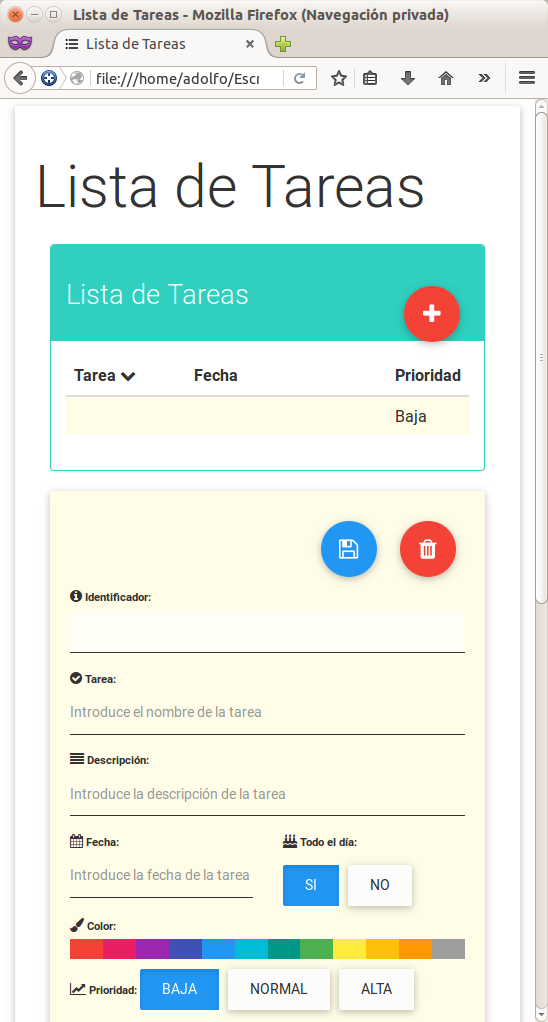 Lista de Tareas - Mozilla Firefox (Navegación privada)
Lista de Tareas
file:///home/adolfo/Escr
Lista de Tareas
Lista de Tareas
Tarea Fecha Prioridad
Baja
Identificador:
Tarea:
Introduce el nombre de la tarea
Descripción:
Introduce la descripción de la tarea
Fecha: Todo el día:
Introduce la fecha de la tarea SI NO
Color:
Prioridad: BAJA NORMAL ALTA